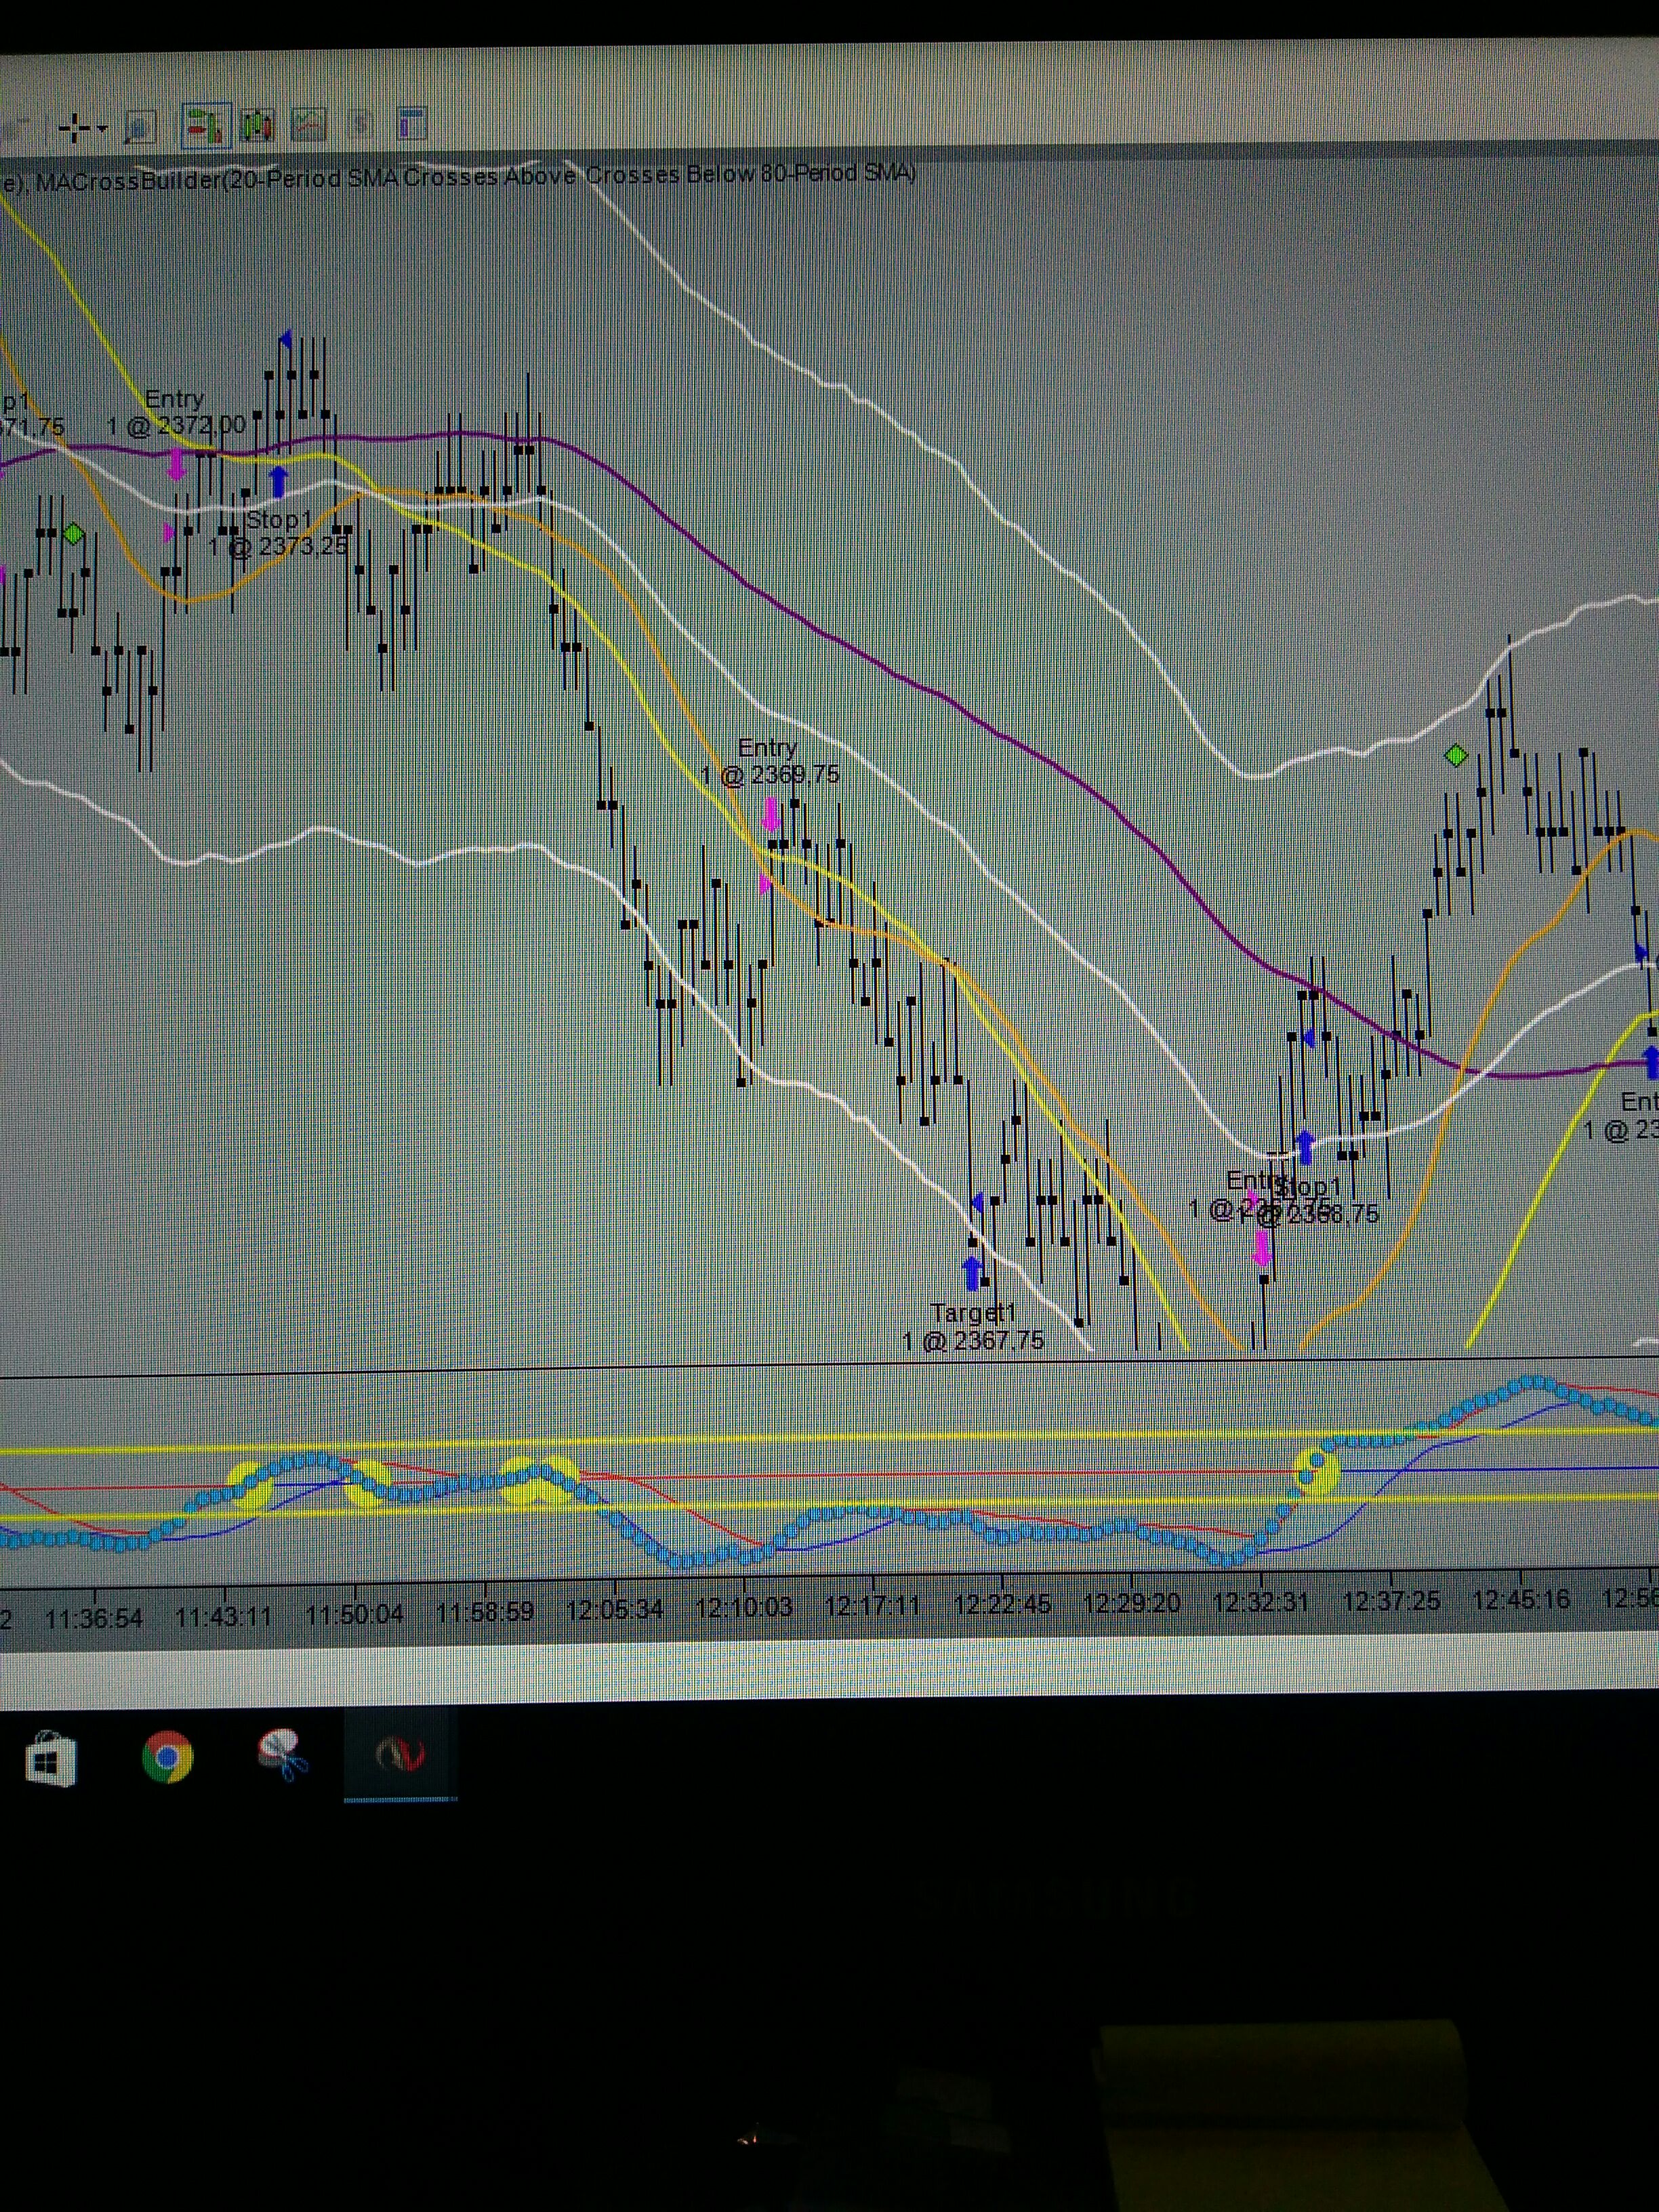 e), MACrossBuilder(20-Period SMA Crosses Above Crosses Below 80-Period SMA)
p1
71,75
Entry
1 @ 2372,00
Stop1
1 @ 2373,25
Entry
1 @ 2369,75
Target1
1 @ 2367,75
Entry
1 @
Stop1
1 @ 2368,75
Ent
1 @ 23
2 11:36:54 11:43:11 11:50:04 11:58:59 12:05:34 12:10:03 12:17:11 12:22:45 12:29:20 12:32:31 12:37:25 12:45:16 12:56
SAMSUNG